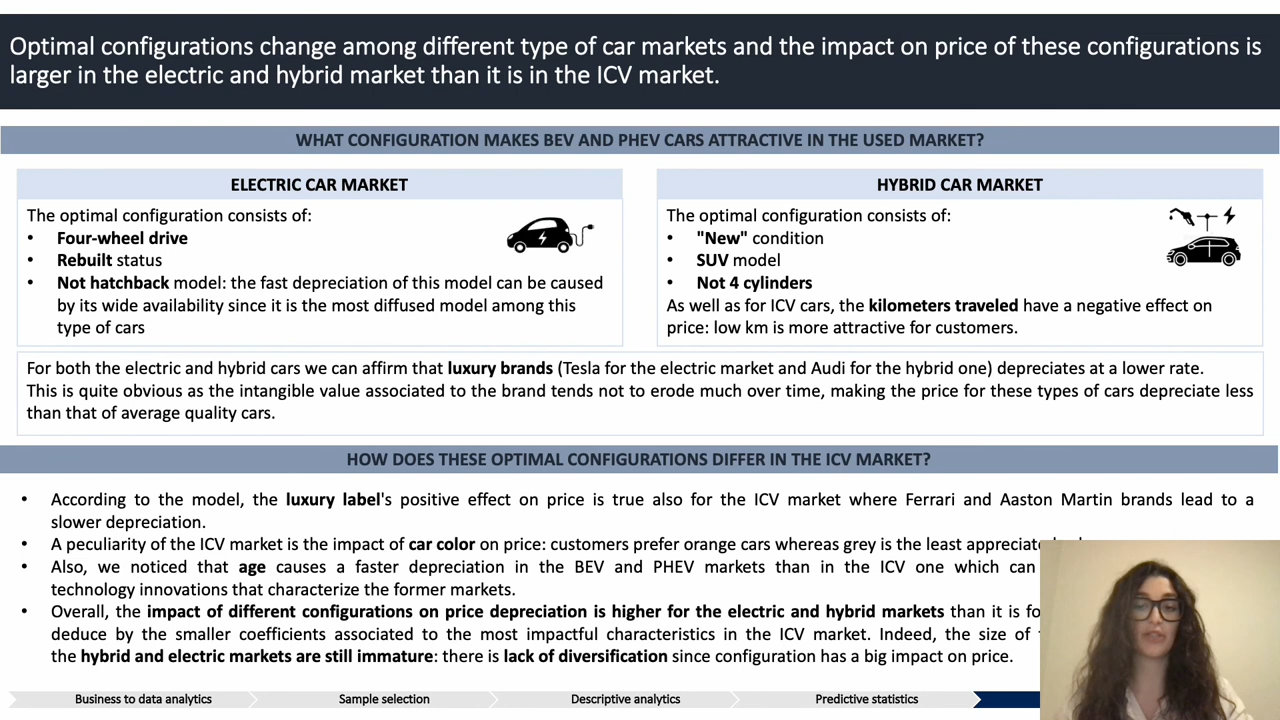 Optimal configurations change among different type of car markets and the impact on price of these configurations is
larger in the electric and hybrid market than it is in the ICV market.
WHAT CONFIGURATION MAKES BEV AND PHEV CARS ATTRACTIVE IN THE USED MARKET?
ELECTRIC CAR MARKET
The optimal configuration consists of:
• Four-wheel drive
• Rebuilt status
• Not hatchback model: the fast depreciation of this model can be caused
by its wide availability since it is the most diffused model among this
type of cars
HYBRID CAR MARKET
The optimal configuration consists of:
• "New" condition
• SUV model
• Not 4 cylinders
As well as for ICV cars, the kilometers traveled have a negative effect on
price: low km is more attractive for customers.
For both the electric and hybrid cars we can affirm that luxury brands (Tesla for the electric market and Audi for the hybrid one) depreciates at a lower rate.
This is quite obvious as the intangible value associated to the brand tends not to erode much over time, making the price for these types of cars depreciate less
than that of average quality cars.
HOW DOES THESE OPTIMAL CONFIGURATIONS DIFFER IN THE ICV MARKET?
• According to the model, the luxury label's positive effect on price is true also for the ICV market where Ferrari and Aaston Martin brands lead to a
slower depreciation.
• A peculiarity of the ICV market is the impact of car color on price: customers prefer orange cars whereas grey is the least
• Also, we noticed that age causes a faster depreciation in the BEV and PHEV markets than in the ICV one which can
technology innovations that characterize the former markets.
• Overall, the impact of different configurations on price depreciation is higher for the electric and hybrid markets than it is
deduce by the smaller coefficients associated to the most impactful characteristics in the ICV market. Indeed, the size of
the hybrid and electric markets are still immature: there is lack of diversification since configuration has a big impact on price.
Business to data analytics
Sample selection
Descriptive analytics
Predictive statistics